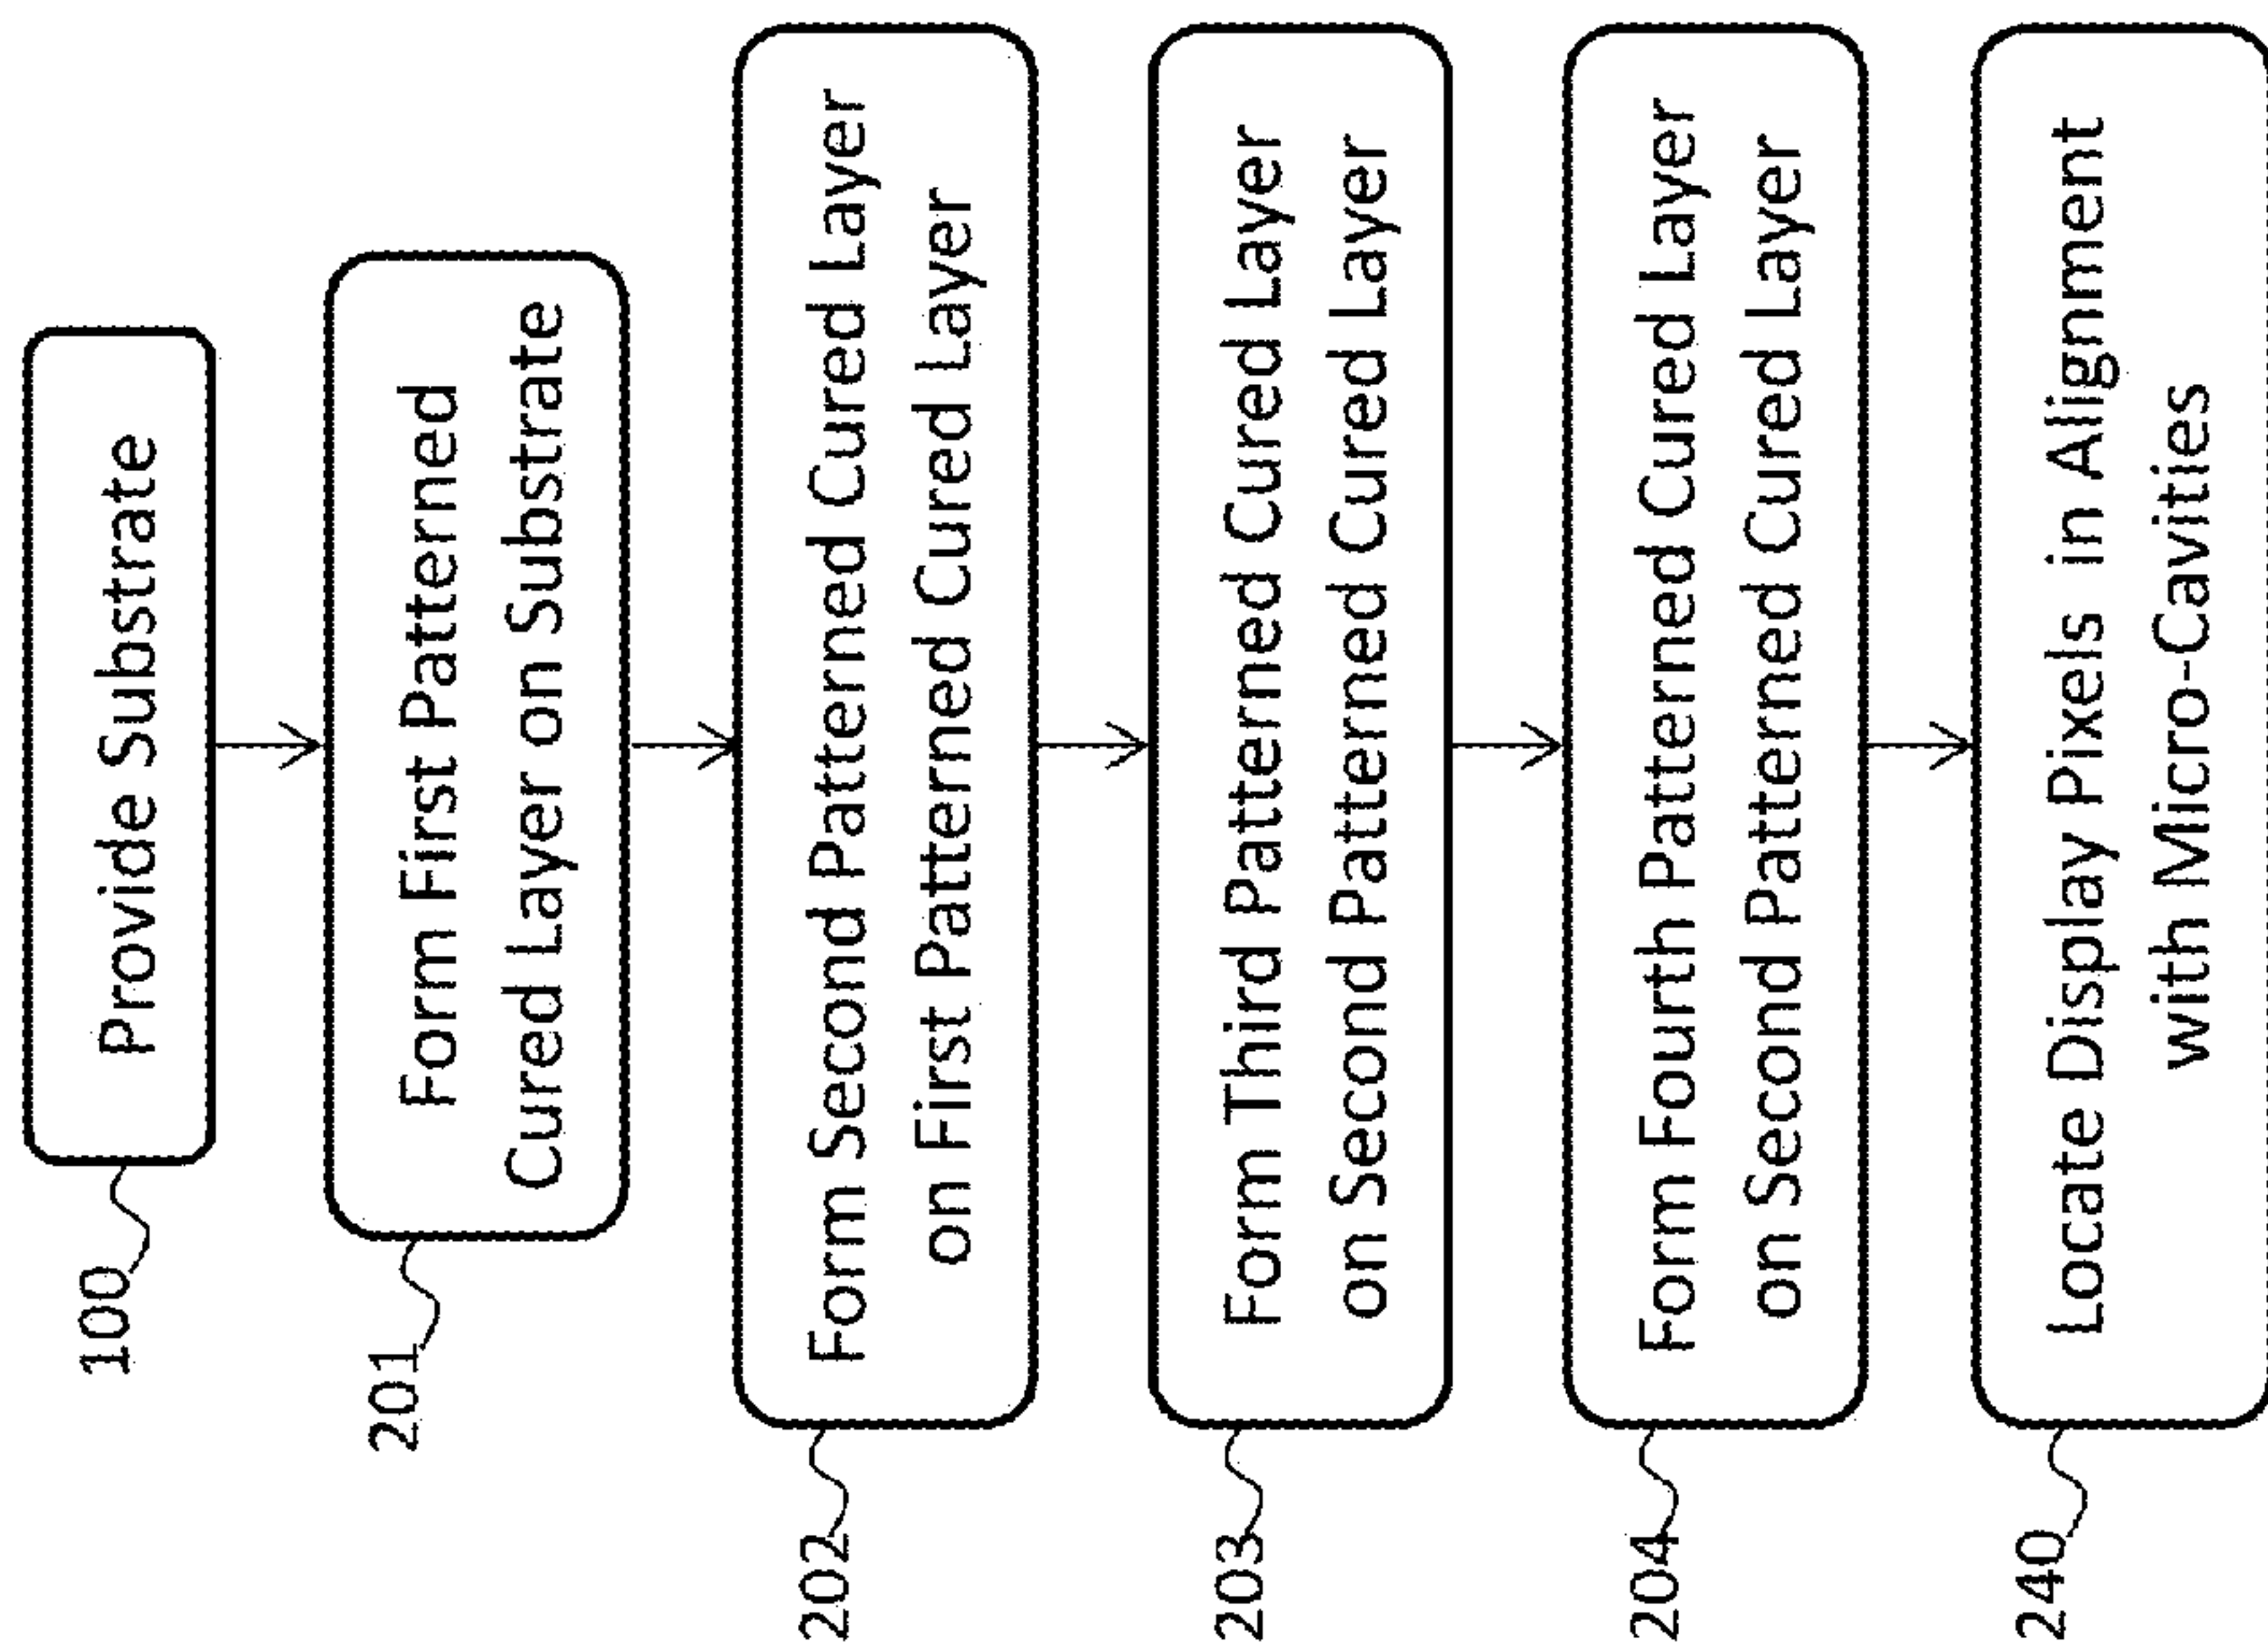 100
Provide Substrate
201
Form First Patterned
Cured Layer on Substrate
202
Form Second Patterned Cured Layer
on First Patterned Cured Layer
203
Form Third Patterned Cured Layer
on Second Patterned Cured Layer
204
Form Fourth Patterned Cured Layer
on Second Patterned Cured Layer
240
Locate Display Pixels in Alignment
with Micro-Cavities